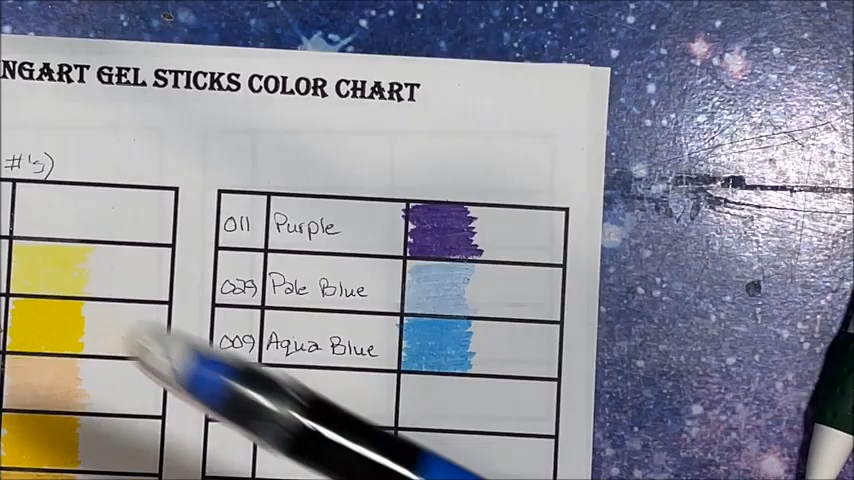 NGART GEL STICKS COLOR CHART
#'s)
011 Purple
029 Pale Blue
009 Aqua Blue